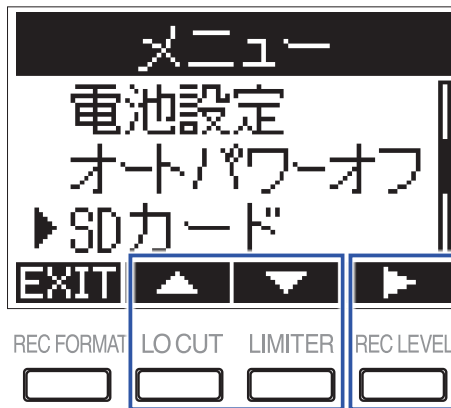 メニュー
電池設定
オートパワーオフ
▶SDカード
EXIT ▲ ▼ ▶
REC FORMAT LO CUT LIMITER REC LEVEL